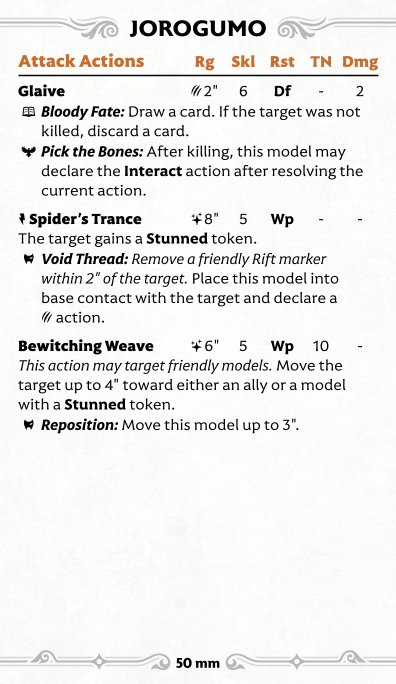 JOROGUMO
Attack Actions Rg Skl Rst TN Dmg
Glaive 2" 6 Df - 2
Bloody Fate: Draw a card. If the target was not
killed, discard a card.
Pick the Bones: After killing, this model may
declare the Interact action after resolving the
current action.
Spider's Trance 8" 5 Wp - -
The target gains a Stunned token.
Void Thread: Remove a friendly Rift marker
within 2" of the target. Place this model into
base contact with the target and declare a
action.
Bewitching Weave 6" 5 Wp 10 -
This action may target friendly models. Move the
target up to 4" toward either an ally or a model
with a Stunned token.
Reposition: Move this model up to 3".
50 mm